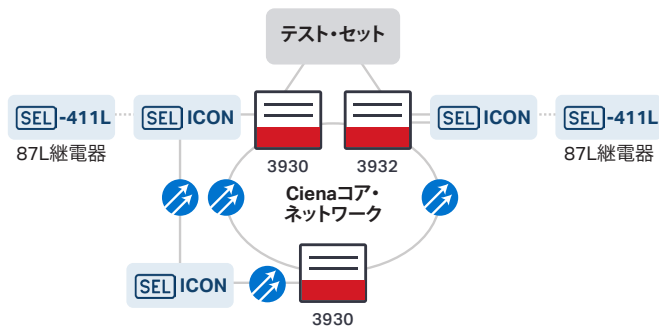 テスト・セット
SEL-411L
SEL ICON
SEL ICON
SEL-411L
87L継電器
3930
3932
87L継電器
Cienaコア・
ネットワーク
SEL ICON
3930